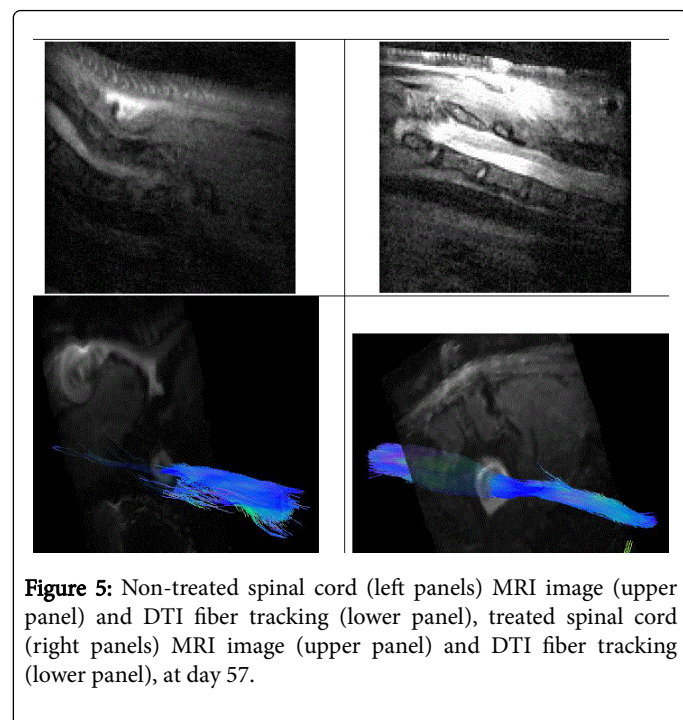 Figure 5: Non-treated spinal cord (left panels) MRI image (upper
panel) and DTI fiber tracking (lower panel), treated spinal cord
(right panels) MRI image (upper panel) and DTI fiber tracking
(lower panel), at day 57.